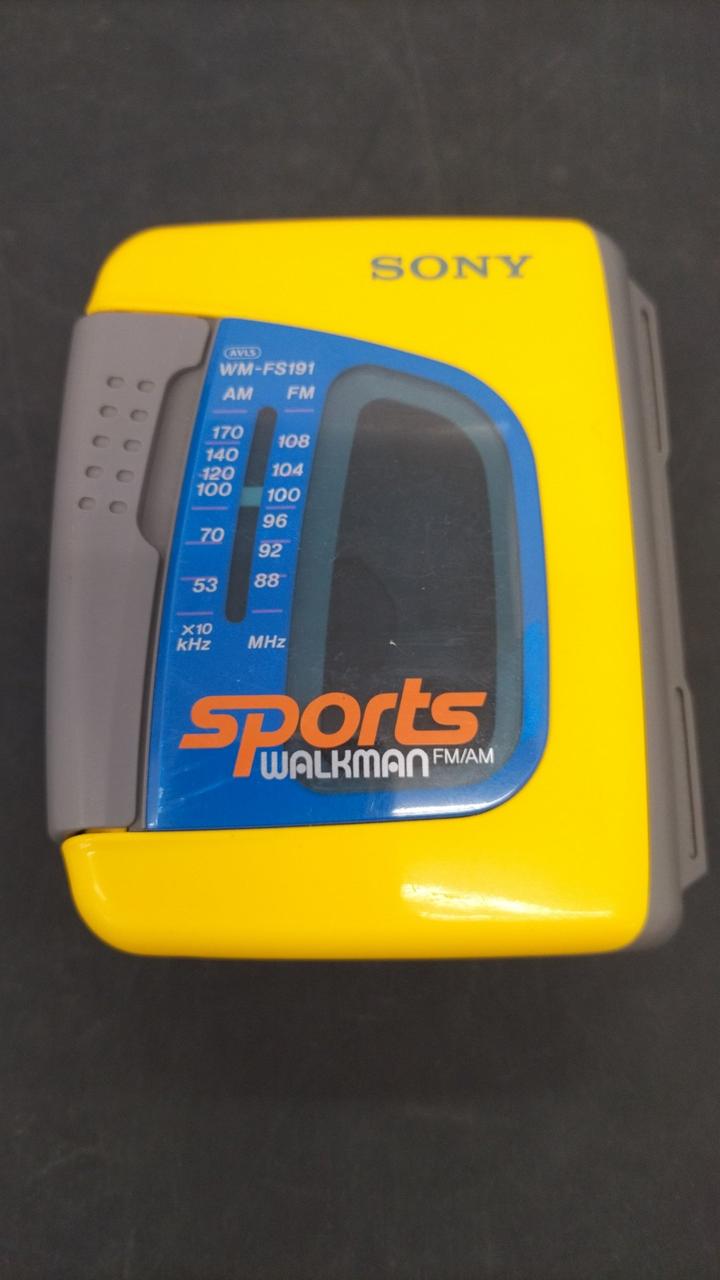 SONY
AVLS
WM-FS191
AM FM
170 108
140
120 104
100 100
96
70 92
53 88
X10
kHz MHz
sports
WALKMAN FM/AM